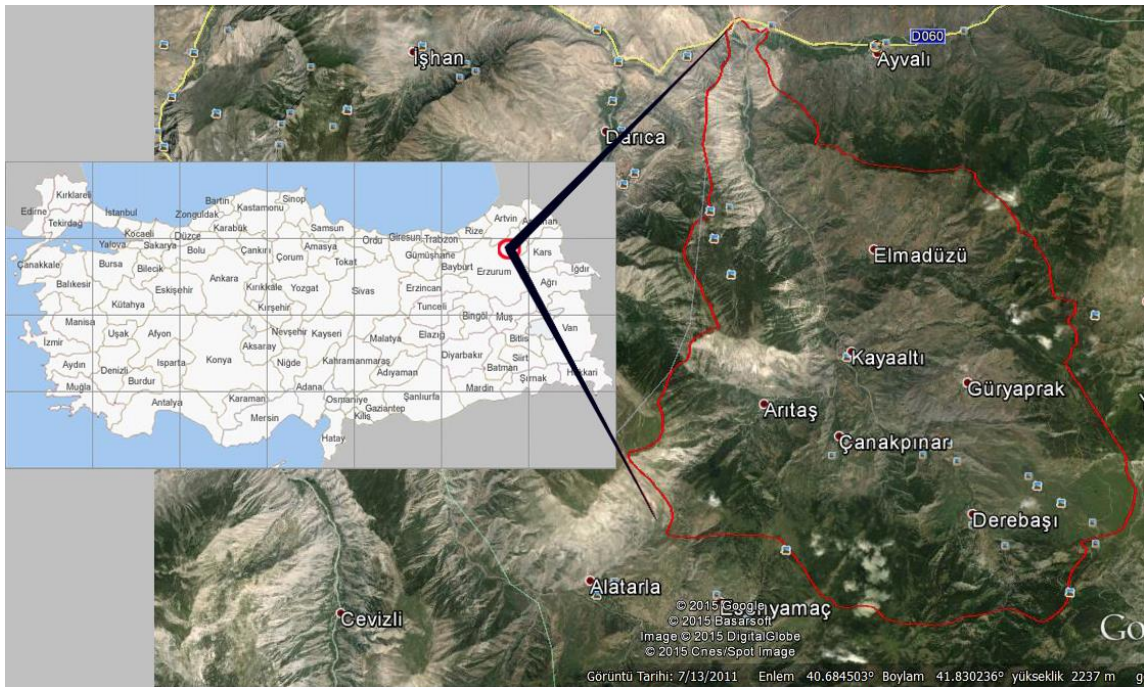 D060
İşhan
Ayvalı
Darıca
Elmadüzü
Kayaaltı
Güryaprak
Arıtaş
Çanakpınar
Derebaşı
Alatarla
Cevizli
Kırklareli
Edirne
Tekirdağ
İstanbul
Kocaeli
Yalova
Sakarya
Düzce
Zonguldak
Bartın
Karabük
Kastamonu
Sinop
Samsun
Ordu
Giresun
Trabzon
Rize
Artvin
Kars
Iğdır
Çanakkale
Bursa
Bilecik
Bolu
Çankırı
Çorum
Amasya
Tokat
Gümüşhane
Bayburt
Erzurum
Ağrı
Balıkesir
Eskişehir
Ankara
Kırıkkale
Yozgat
Sivas
Erzincan
Tunceli
Kütahya
Kırşehir
Bingöl
Muş
Van
Manisa
Uşak
Afyon
Nevşehir
Kayseri
Malatya
Elazığ
Bitlis
İzmir
Aksaray
Diyarbakır
Siirt
Aydın
Denizli
Isparta
Konya
Niğde
Kahramanmaraş
Adıyaman
Batman
Şırnak
Muğla
Burdur
Adana
Mardin
Antalya
Karaman
Osmaniye
Gaziantep
Şanlıurfa
Mersin
Kilis
Hatay
© 2015 Google
© 2015 Basarsoft
Image © 2015 DigitalGlobe
© 2015 Cnes/Spot Image
Goo
Görüntü Tarihi: 7/13/2011 Enlem 40.684503° Boylam 41.830236° yükseklik 2237 m